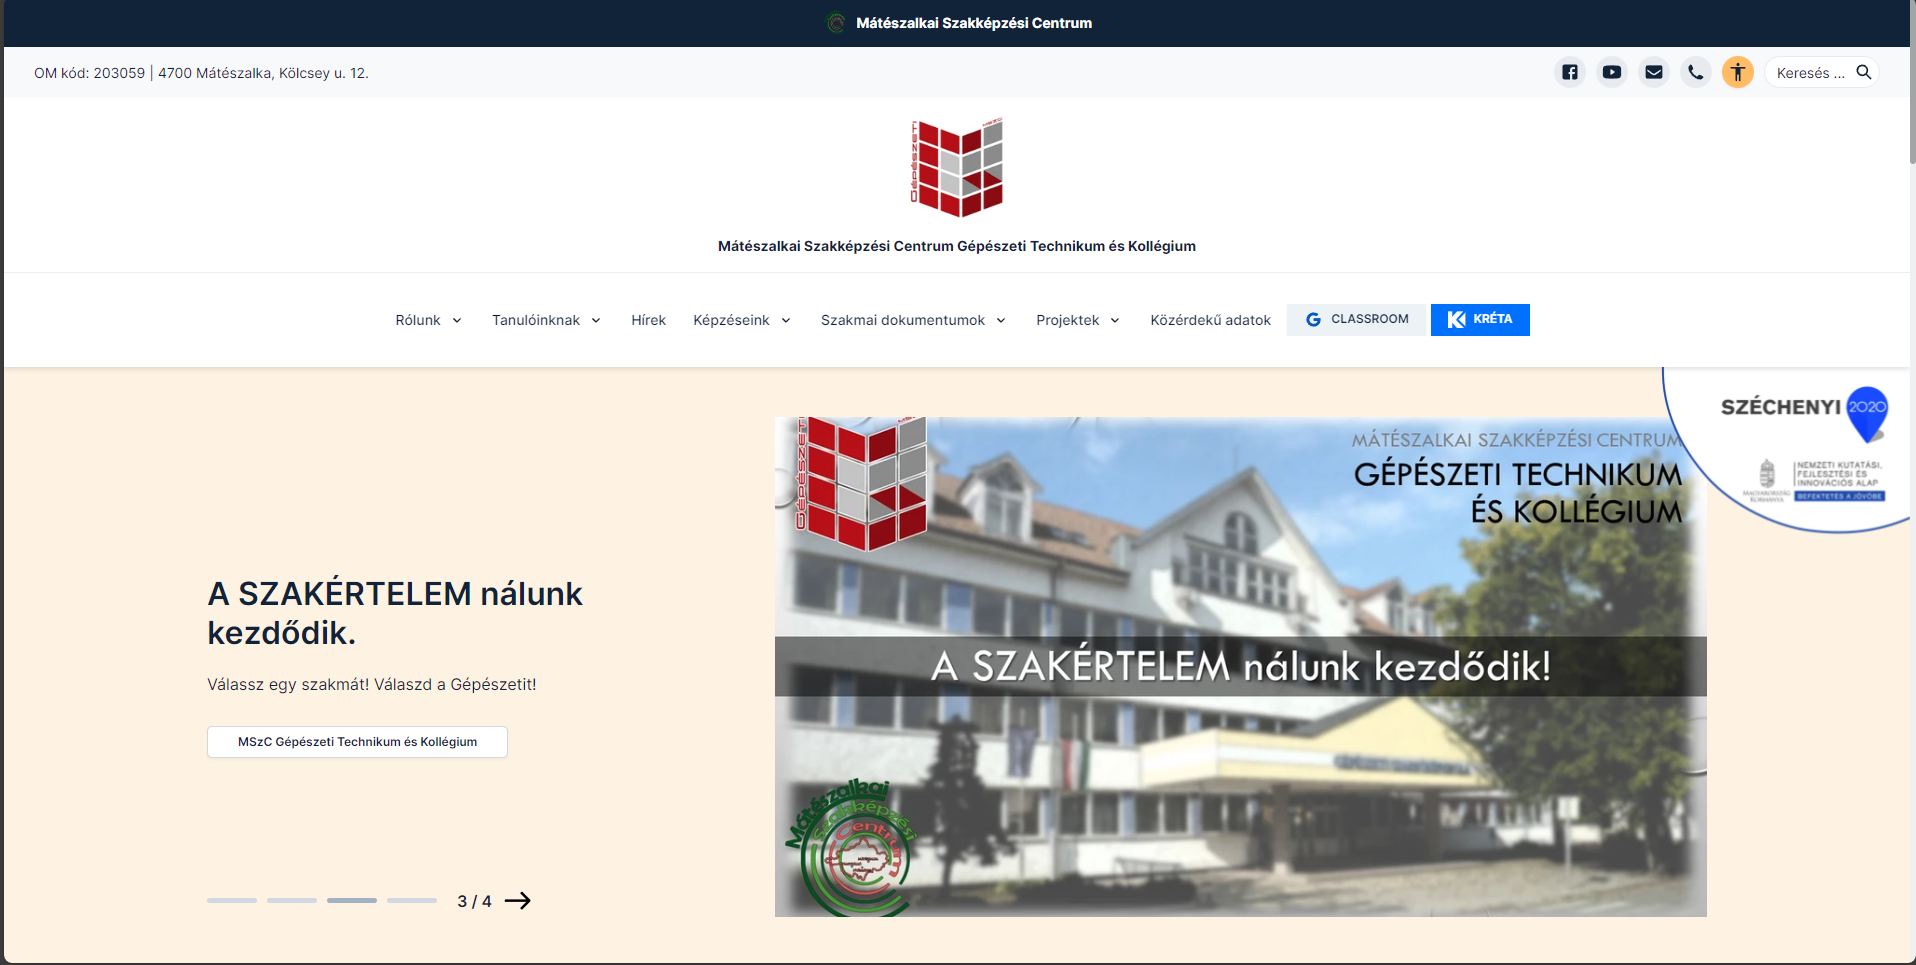 Mátészalkai Szakképzési Centrum
OM kód: 203059 | 4700 Mátészalka, Kölcsey u. 12.
Keresés ...
GÉPÉSZETI
MSZC
Mátészalkai Szakképzési Centrum Gépészeti Technikum és Kollégium
Rólunk
Tanulóinknak
Hírek
Képzéseink
Szakmai dokumentumok
Projektek
Közérdekű adatok
CLASSROOM
KRÉTA
SZÉCHENYI 2020
MAGYARORSZÁG
KORMÁNYA
NEMZETI KUTATÁSI,
FEJLESZTÉSI ÉS
INNOVÁCIÓS ALAP
BEFEKTETÉS A JÖVŐBE
GÉPÉSZETI
MÁTÉSZALKAI SZAKKÉPZÉSI CENTRUM
GÉPÉSZETI TECHNIKUM
ÉS KOLLÉGIUM
A SZAKÉRTELEM nálunk kezdődik!
Mátészalkai
Szakképzési
Centrum
A SZAKÉRTELEM nálunk
kezdődik.
Válassz egy szakmát! Válaszd a Gépészetit!
MSzC Gépészeti Technikum és Kollégium
3 / 4